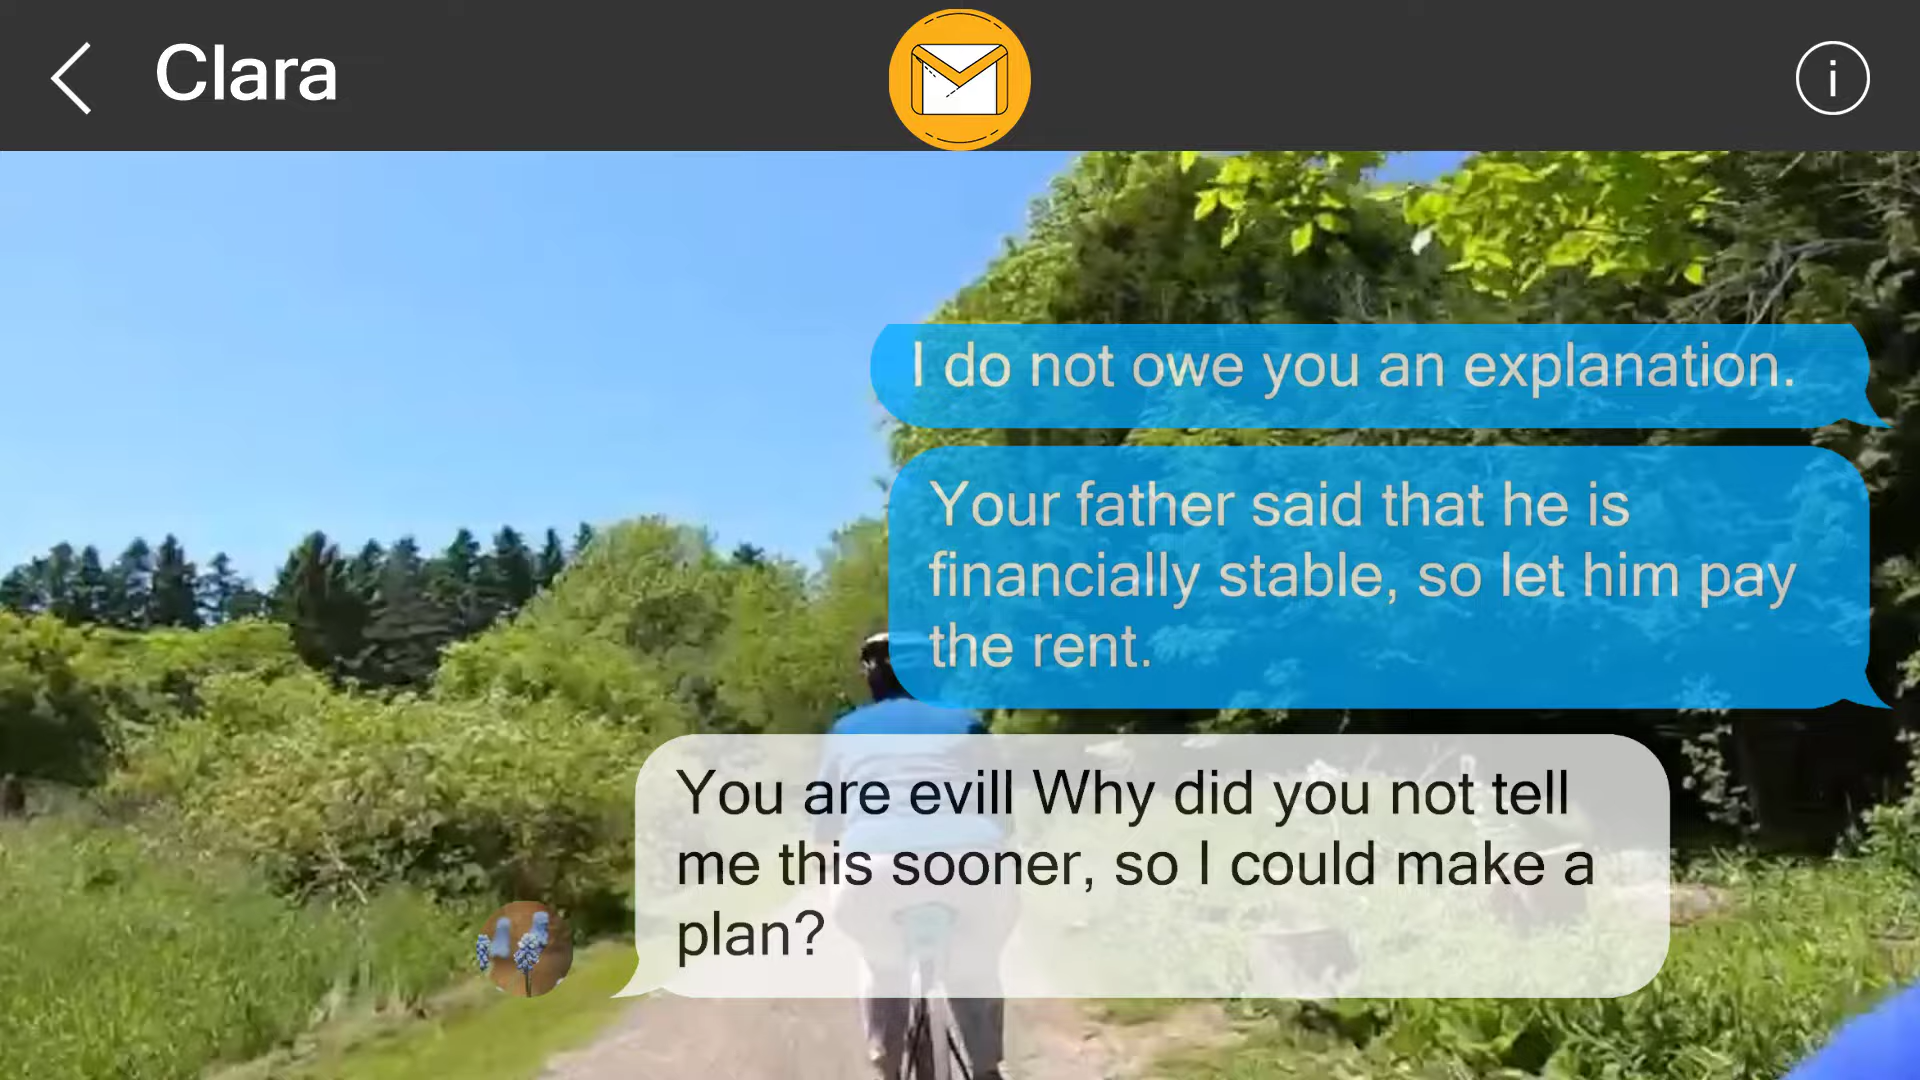 Clara
i
I do not owe you an explanation.
Your father said that he is
financially stable, so let him pay
the rent.
You are evill Why did you not tell
me this sooner, so I could make a
plan?